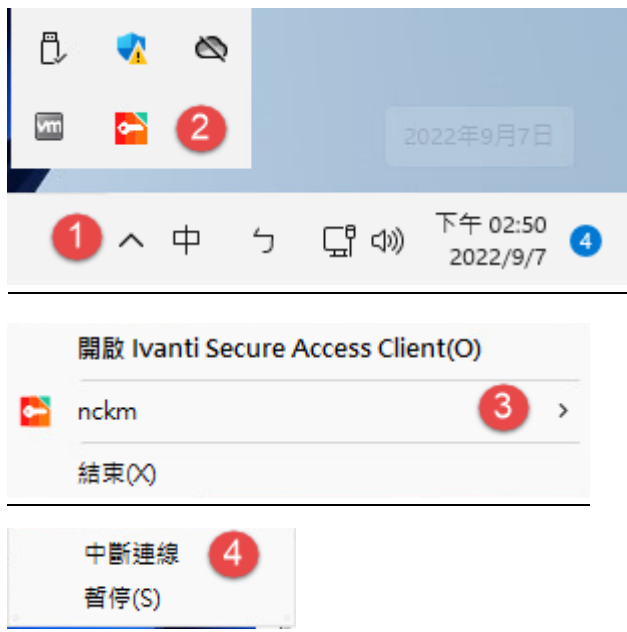 vm
2
2022年9月7日
1 中 ㄅ 下午 02:50
2022/9/7 4
開啟 Ivanti Secure Access Client(O)
nckm 3
結束(X)
中斷連線 4
暫停(S)